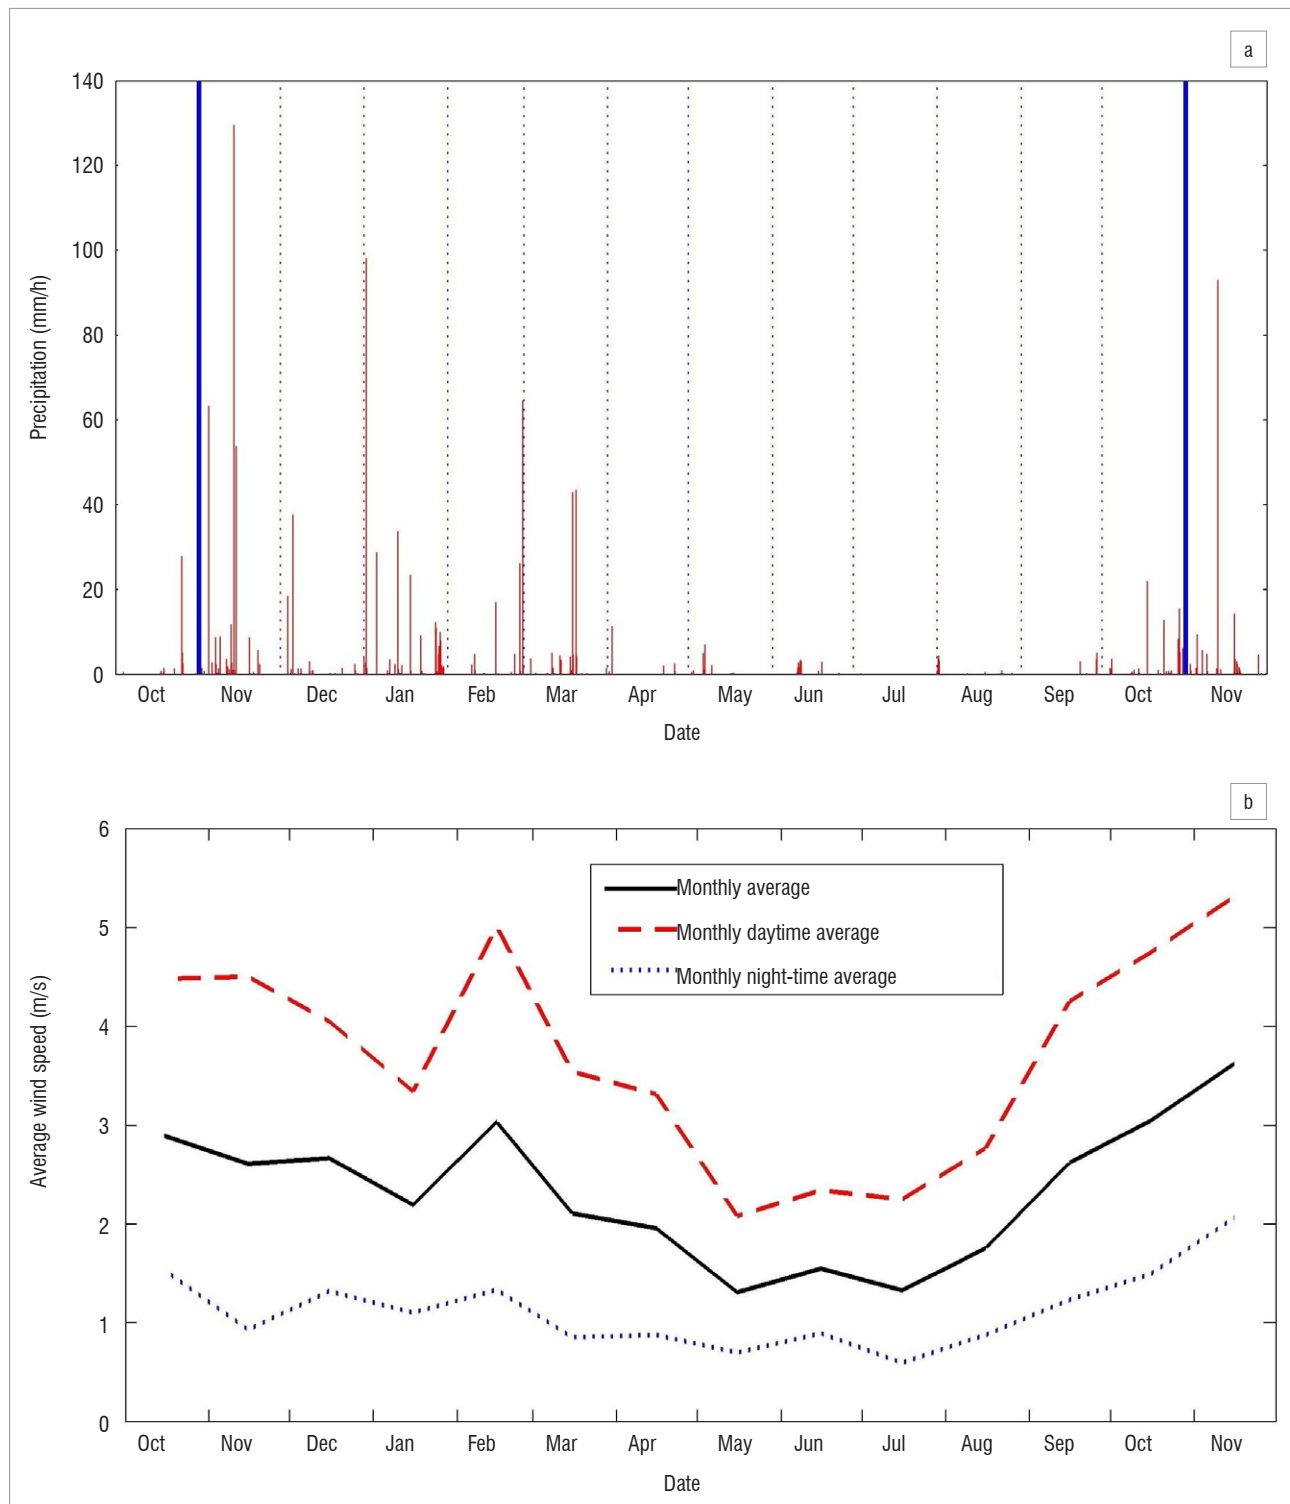 a
140
120
100
80
60
40
20
0
Precipitation (mm/h)
Oct Nov Dec Jan Feb Mar Apr May Jun Jul Aug Sep Oct Nov
Date
b
6
5
4
3
2
1
0
Average wind speed (m/s)
Monthly average
Monthly daytime average
Monthly night-time average
Oct Nov Dec Jan Feb Mar Apr May Jun Jul Aug Sep Oct Nov
Date